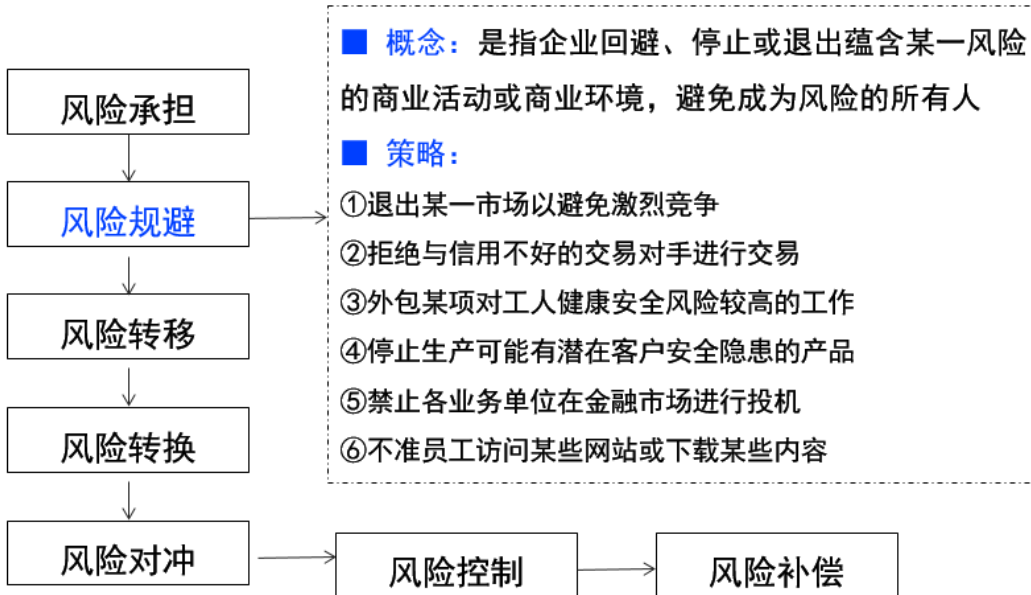 风险承担
风险规避
风险转移
风险转换
风险对冲
风险控制
风险补偿
■ 概念：是指企业回避、停止或退出蕴含某一风险
的商业活动或商业环境，避免成为风险的所有人
■ 策略：
①退出某一市场以避免激烈竞争
②拒绝与信用不好的交易对手进行交易
③外包某项对工人健康安全风险较高的工作
④停止生产可能有潜在客户安全隐患的产品
⑤禁止各业务单位在金融市场进行投机
⑥不准员工访问某些网站或下载某些内容